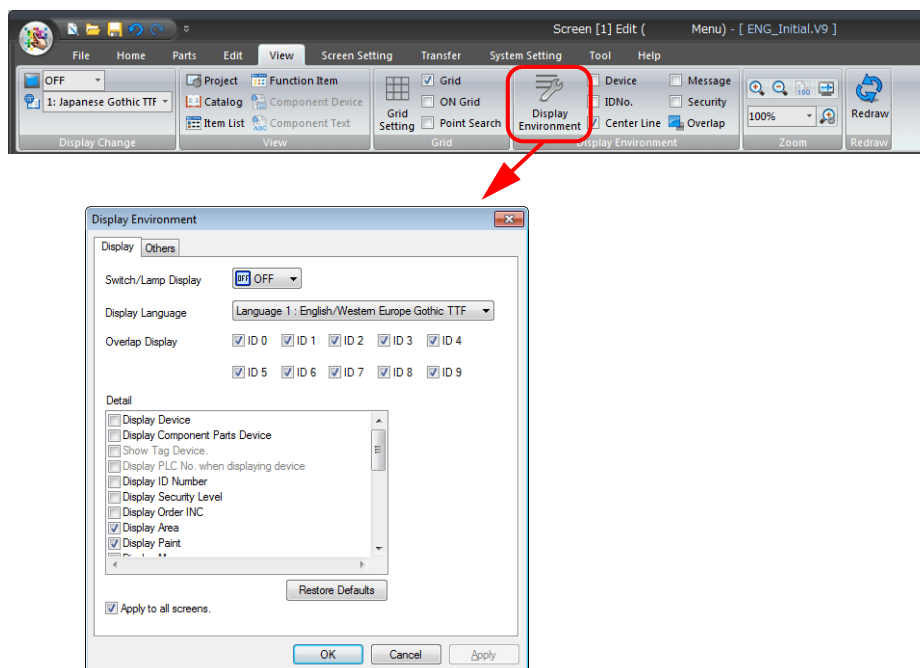 Screen [1] Edit ( Menu) - [ ENG_Initial.V9 ]
File Home Parts Edit View Screen Setting Transfer System Setting Tool Help
OFF
1: Japanese Gothic TTF
Display Change
Project Function Item
Catalog Component Device
Item List Component Text
View
Grid Setting
Grid
ON Grid
Point Search
Grid
Display Environment
Device Message
IDNo. Security
Center Line Overlap
Display Environment
100
100%
Zoom
Redraw
Redraw
Display Environment
Display Others
Switch/Lamp Display OFF OFF
Display Language Language 1 : English/Western Europe Gothic TTF
Overlap Display ID 0 ID 1 ID 2 ID 3 ID 4
ID 5 ID 6 ID 7 ID 8 ID 9
Detail
Display Device
Display Component Parts Device
Show Tag Device.
Display PLC No. when displaying device
Display ID Number
Display Security Level
Display Order INC
Display Area
Display Paint
Restore Defaults
Apply to all screens.
OK Cancel Apply